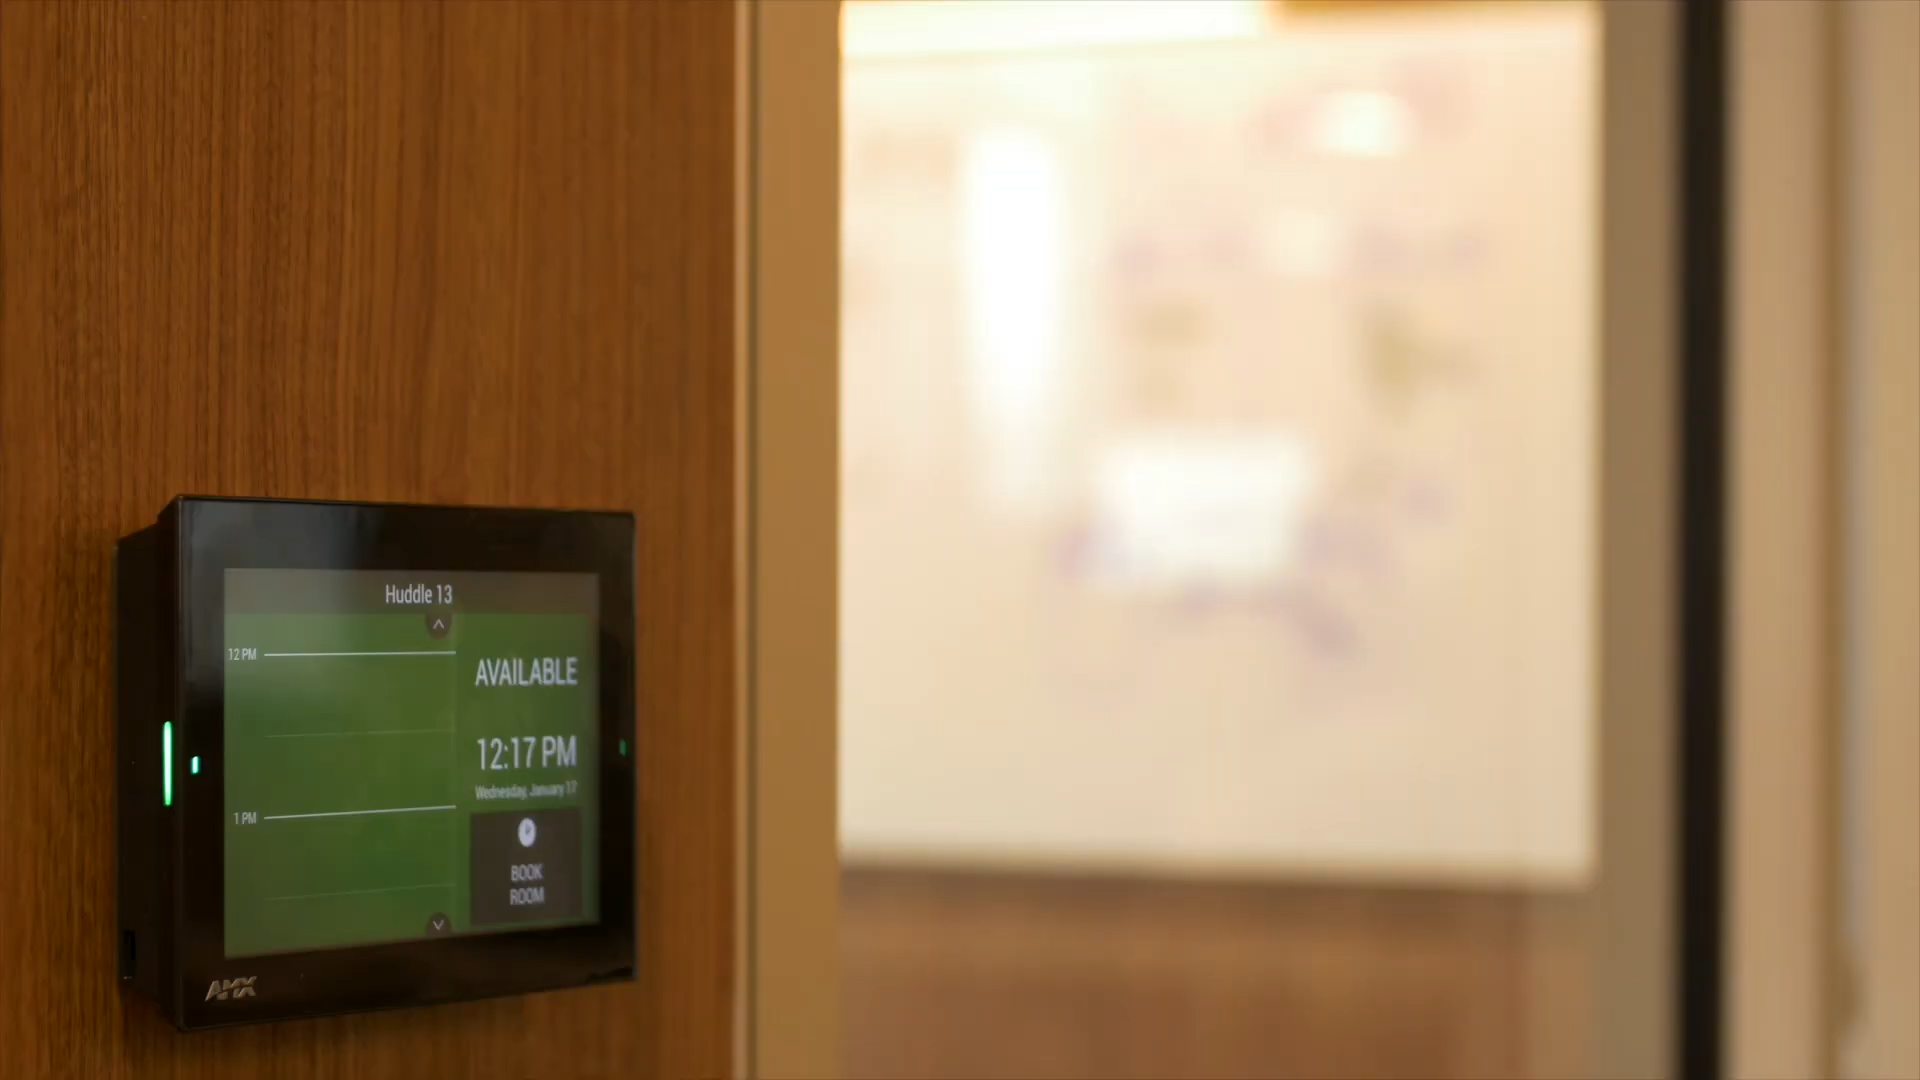 Huddle 13
12 PM
AVAILABLE
12:17 PM
Wednesday, January 17
1 PM
BOOK
ROOM
AMX